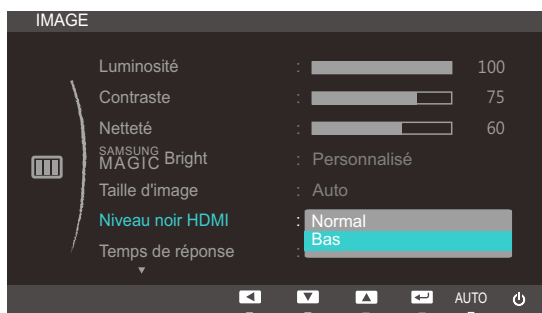 IMAGE
Luminosité : 100
Contraste : 75
Netteté : 60
SAMSUNG MAGIC Bright : Personnalisé
Taille d'image : Auto
Niveau noir HDMI : Normal
Bas
Temps de réponse :
AUTO